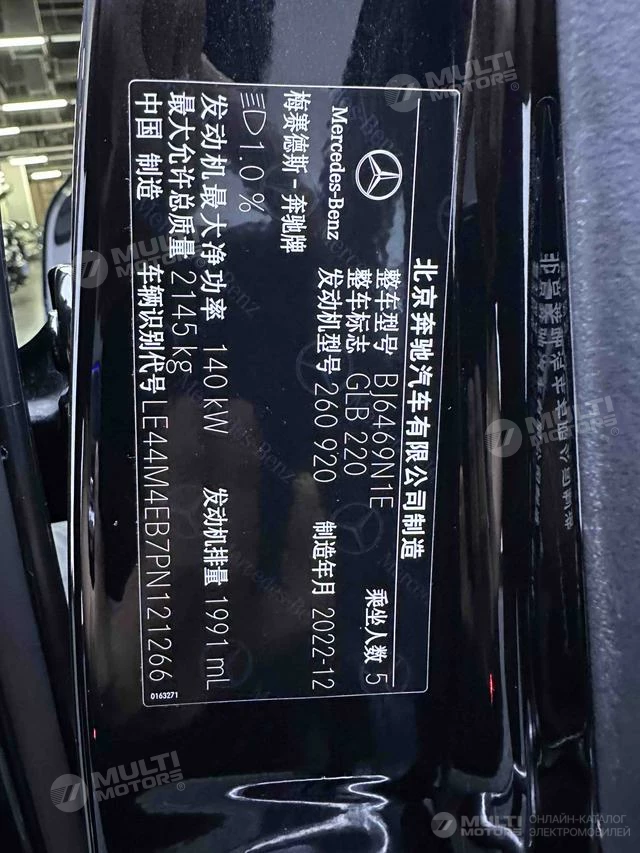 北京奔驰汽车有限公司制造
Mercedes-Benz
梅赛德斯-奔驰牌
整车型号 BJ6469N1E 乘坐人数 5
整车标志 GLB 220
发动机型号 260 920 制造年月 2022-12
1.0 %
发动机最大净功率 140 kW 发动机排量 1991 mL
最大允许总质量 2145 kg
中国 制造 车辆识别代号 LE44M4EB7PN121266
0163271
MULTI MOTORS®
MULTI MOTORS®
MULTI MOTORS®
MULTI MOTORS®
MULTI MOTORS
ОНЛАЙН-КАТАЛОГ
ЭЛЕКТРОМОБИЛЕЙ